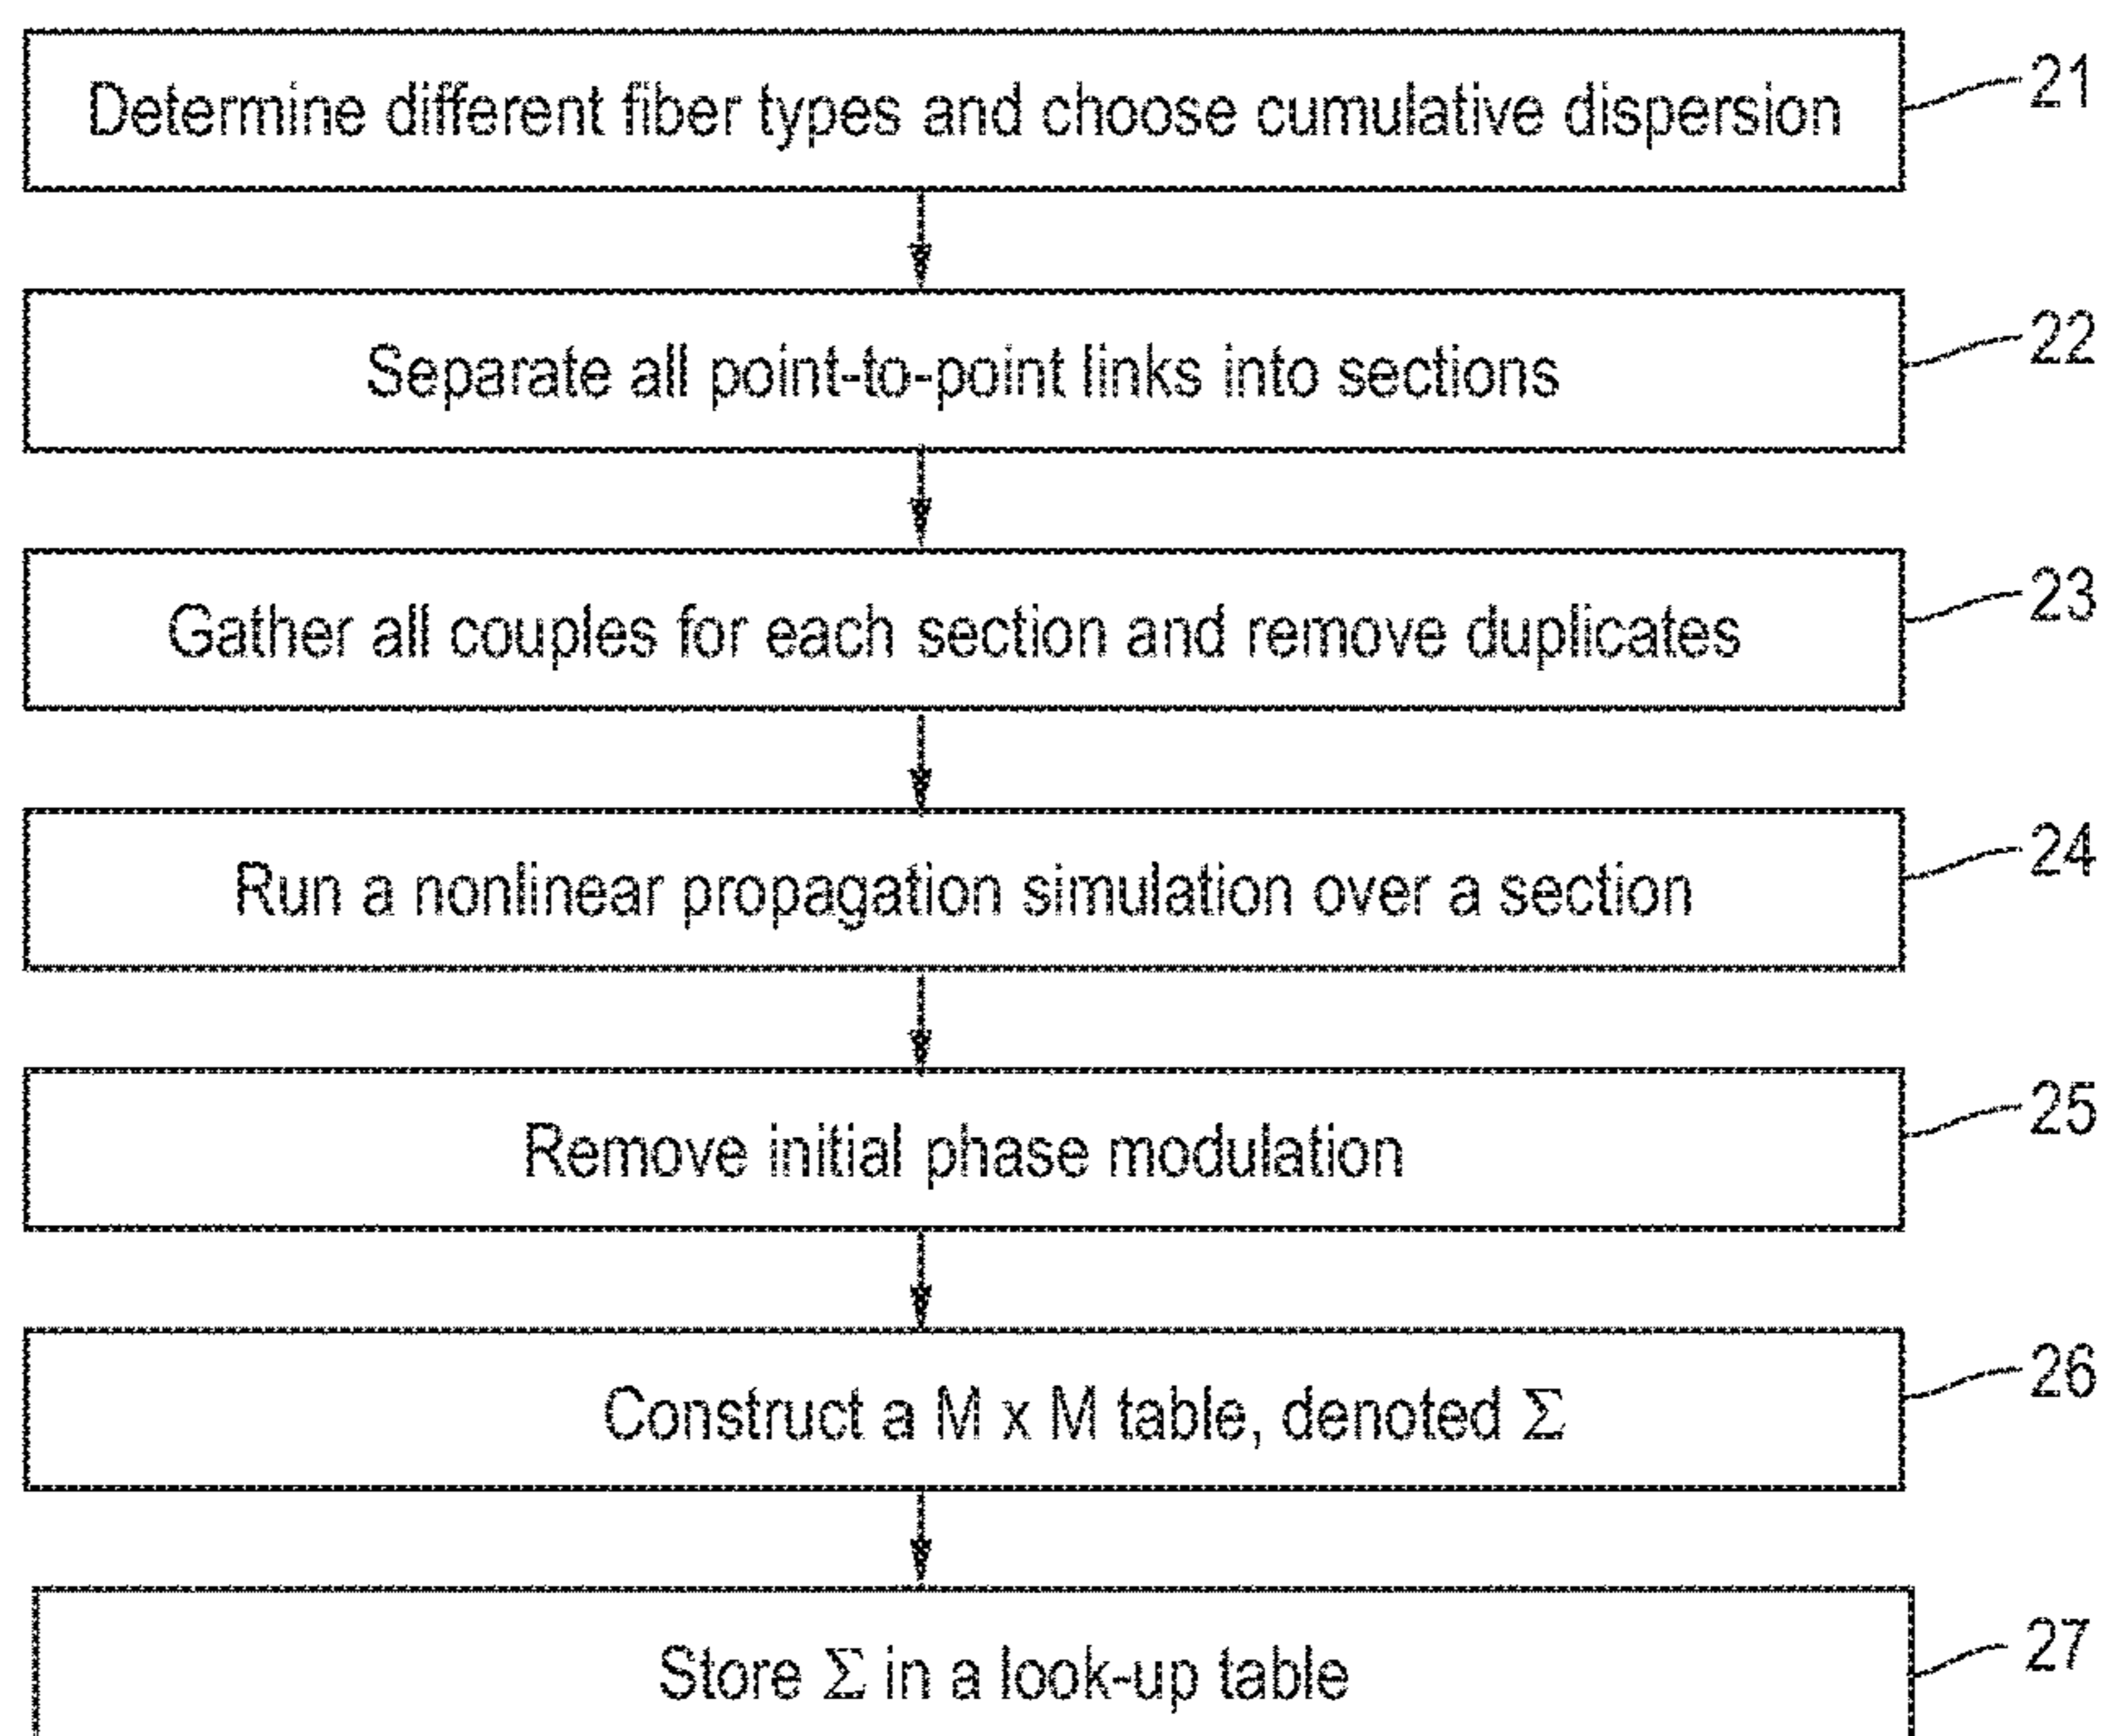 Determine different fiber types and choose cumulative dispersion
21
Separate all point-to-point links into sections
22
Gather all couples for each section and remove duplicates
23
Run a nonlinear propagation simulation over a section
24
Remove initial phase modulation
25
Construct a M x M table, denoted Σ
26
Store Σ in a look-up table
27